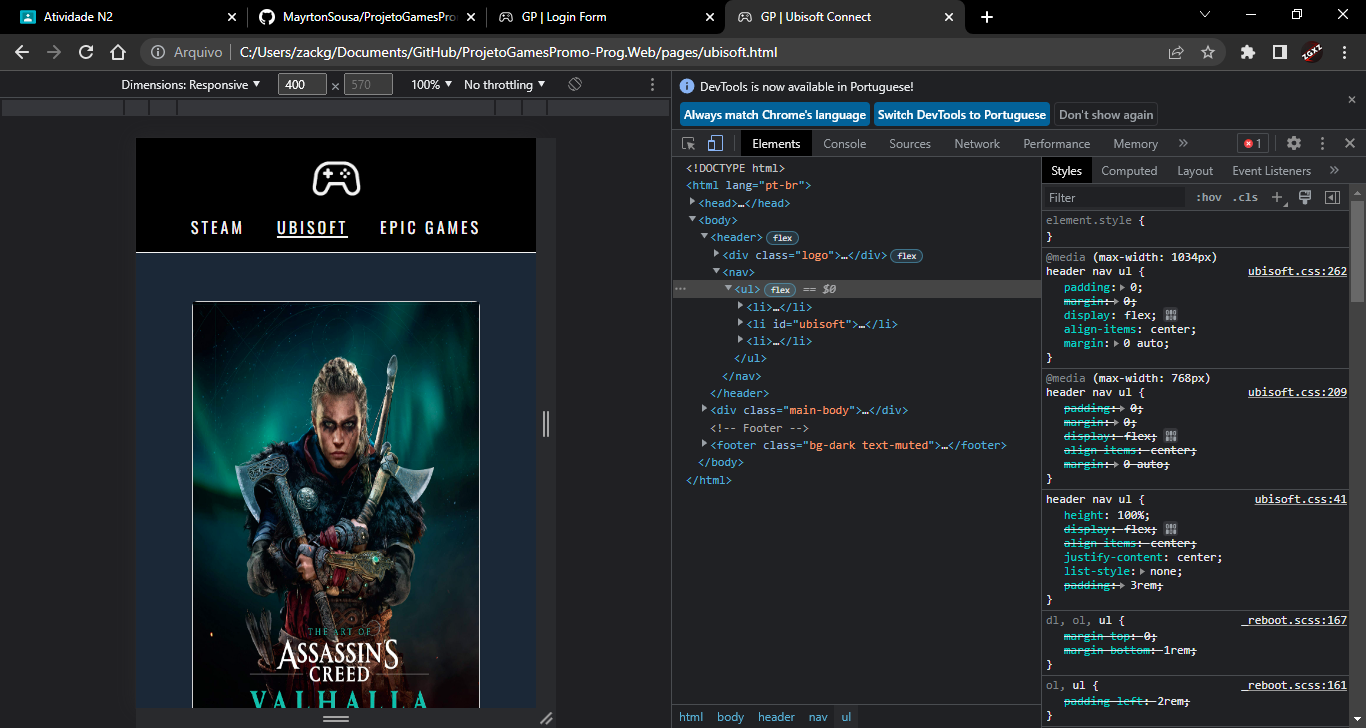 Atividade N2
MayrtonSousa/ProjetoGamesPromo
GP | Login Form
GP | Ubisoft Connect
Arquivo
C:/Users/zackg/Documents/GitHub/ProjetoGamesPromo-Prog.Web/pages/ubisoft.html
Dimensions: Responsive
400
×
570
100%
No throttling
DevTools is now available in Portuguese!
Always match Chrome's language
Switch DevTools to Portuguese
Don't show again
Elements
Console
Sources
Network
Performance
Memory
»
1
STEAM
UBISOFT
EPIC GAMES
THE ART OF
ASSASSIN'S
CREED
VALHALLA
<!DOCTYPE html>
<html lang="pt-br">
<head>…</head>
<body>
<header> flex
<div class="logo">…</div> flex
<nav>
<ul> flex == $0
<li>…</li>
<li id="ubisoft">…</li>
<li>…</li>
</ul>
</nav>
</header>
<div class="main-body">…</div>
<!-- Footer -->
<footer class="bg-dark text-muted">…</footer>
</body>
</html>
html body header nav ul
Styles
Computed
Layout
Event Listeners
»
Filter
:hov .cls +
element.style {
}
@media (max-width: 1034px)
header nav ul { ubisoft.css:262
padding: 0;
margin: 0;
display: flex;
align-items: center;
margin: 0 auto;
}
@media (max-width: 768px)
header nav ul { ubisoft.css:209
padding: 0;
margin: 0;
display: flex;
align-items: center;
margin: 0 auto;
}
header nav ul { ubisoft.css:41
height: 100%;
display: flex;
align-items: center;
justify-content: center;
list-style: none;
padding: 3rem;
}
dl, ol, ul { _reboot.scss:167
margin-top: 0;
margin-bottom: 1rem;
}
ol, ul { _reboot.scss:161
padding-left: 2rem;
}